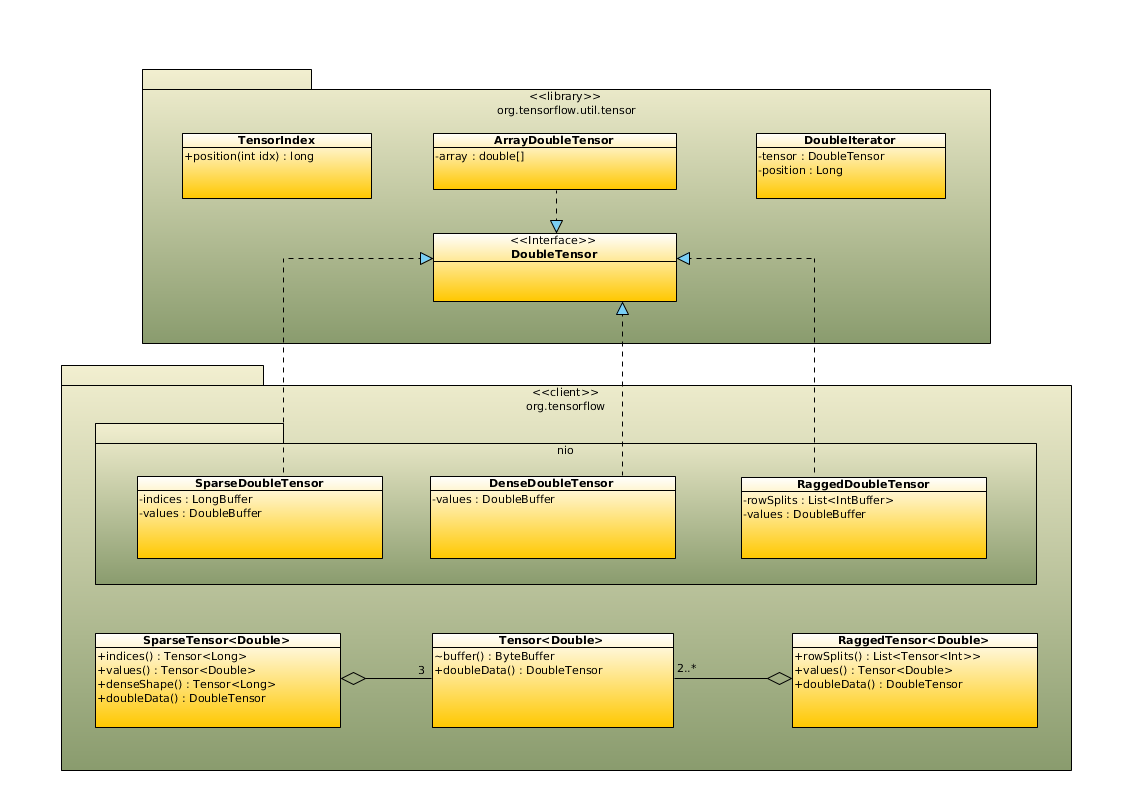 <<library>>
org.tensorflow.util.tensor
TensorIndex
+position(int idx) : long
ArrayDoubleTensor
-array : double[]
DoubleIterator
-tensor : DoubleTensor
-position : Long
<<Interface>>
DoubleTensor
<<client>>
org.tensorflow
nio
SparseDoubleTensor
-indices : LongBuffer
-values : DoubleBuffer
DenseDoubleTensor
-values : DoubleBuffer
RaggedDoubleTensor
-rowSplits : List<IntBuffer>
-values : DoubleBuffer
SparseTensor<Double>
+indices() : Tensor<Long>
+values() : Tensor<Double>
+denseShape() : Tensor<Long>
+doubleData() : DoubleTensor
3
Tensor<Double>
~buffer() : ByteBuffer
+doubleData() : DoubleTensor
2..*
RaggedTensor<Double>
+rowSplits() : List<Tensor<Int>>
+values() : Tensor<Double>
+doubleData() : DoubleTensor